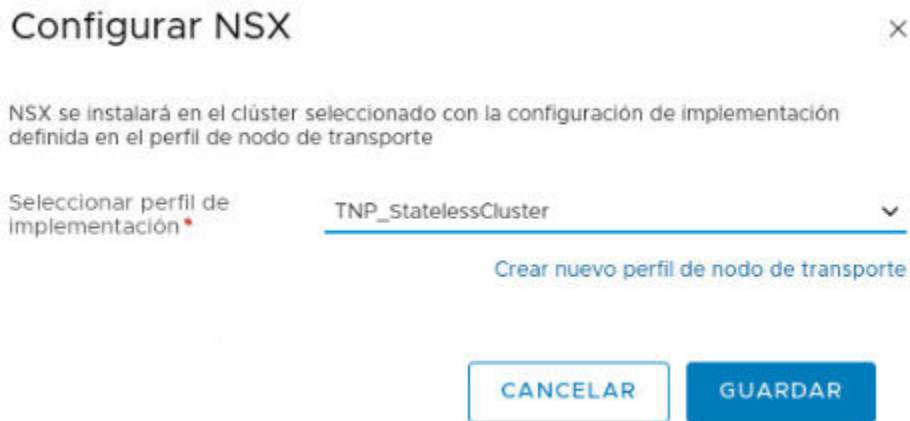 Configurar NSX
NSX se instalará en el clúster seleccionado con la configuración de implementación
definida en el perfil de nodo de transporte
Seleccionar perfil de
implementación*
TNP_StatelessCluster
Crear nuevo perfil de nodo de transporte
CANCELAR
GUARDAR